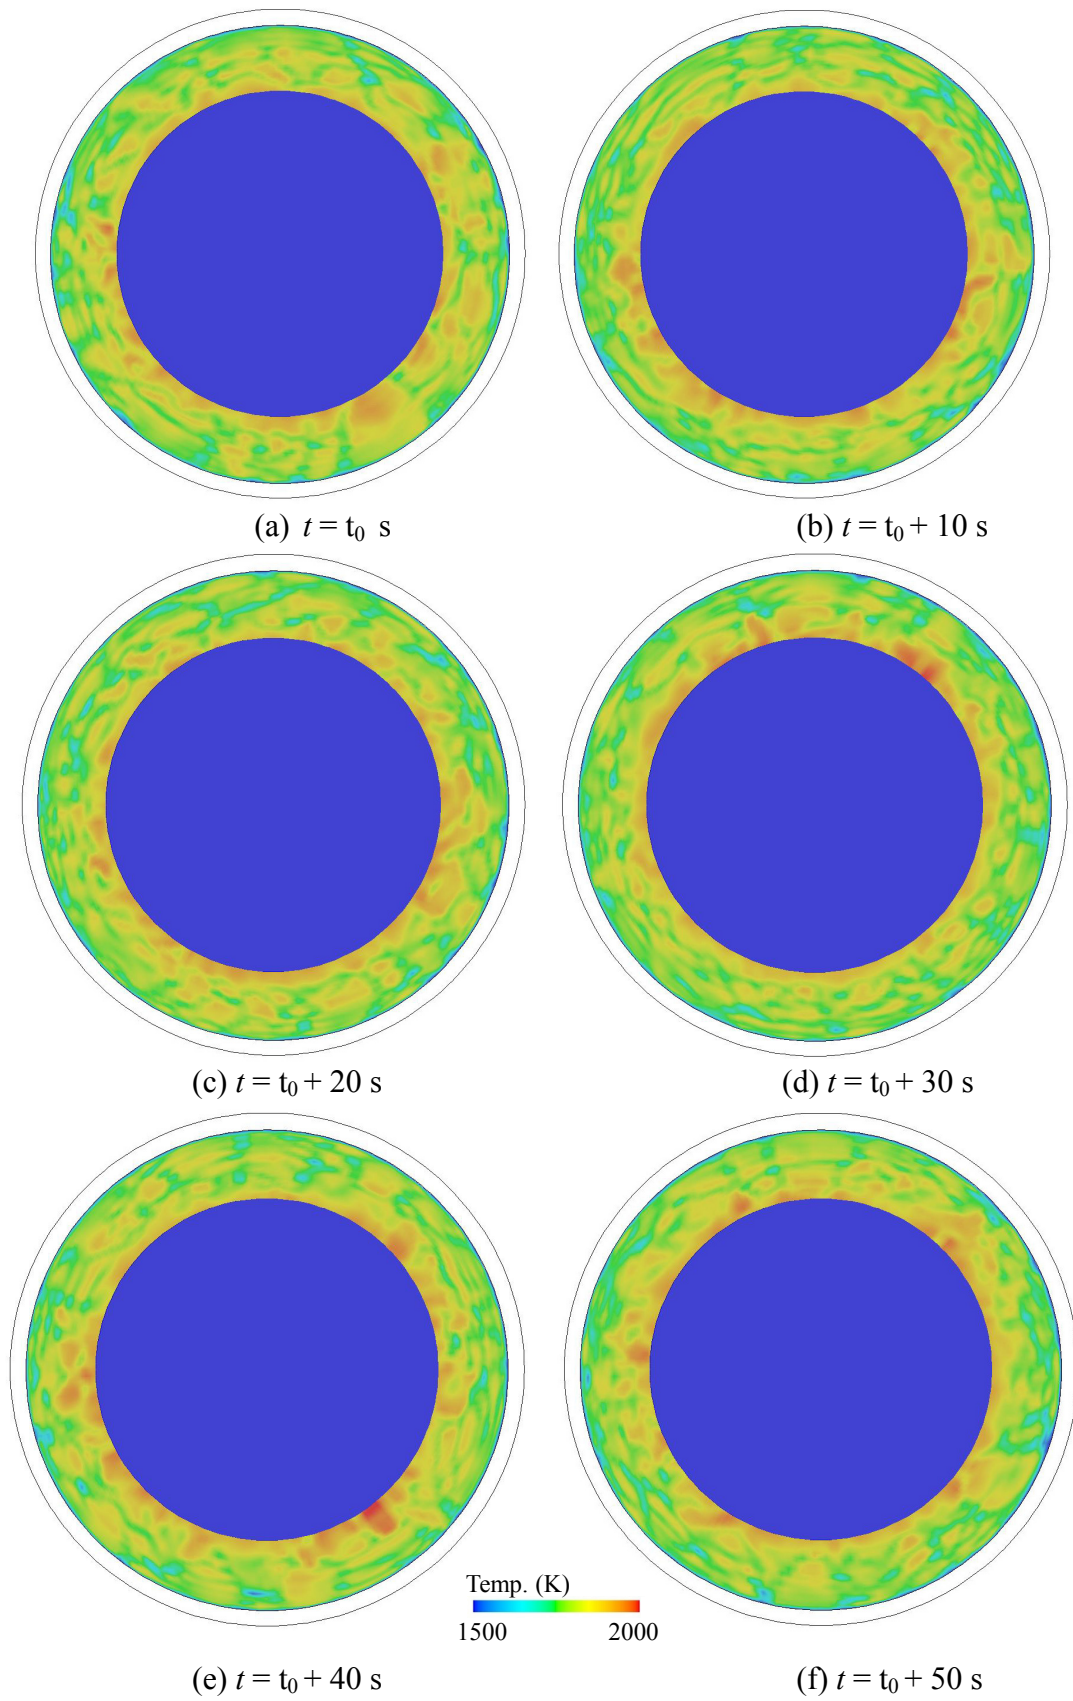 (a) t = t₀ s
(b) t = t₀ + 10 s
(c) t = t₀ + 20 s
(d) t = t₀ + 30 s
Temp. (K)
1500 2000
(e) t = t₀ + 40 s
(f) t = t₀ + 50 s